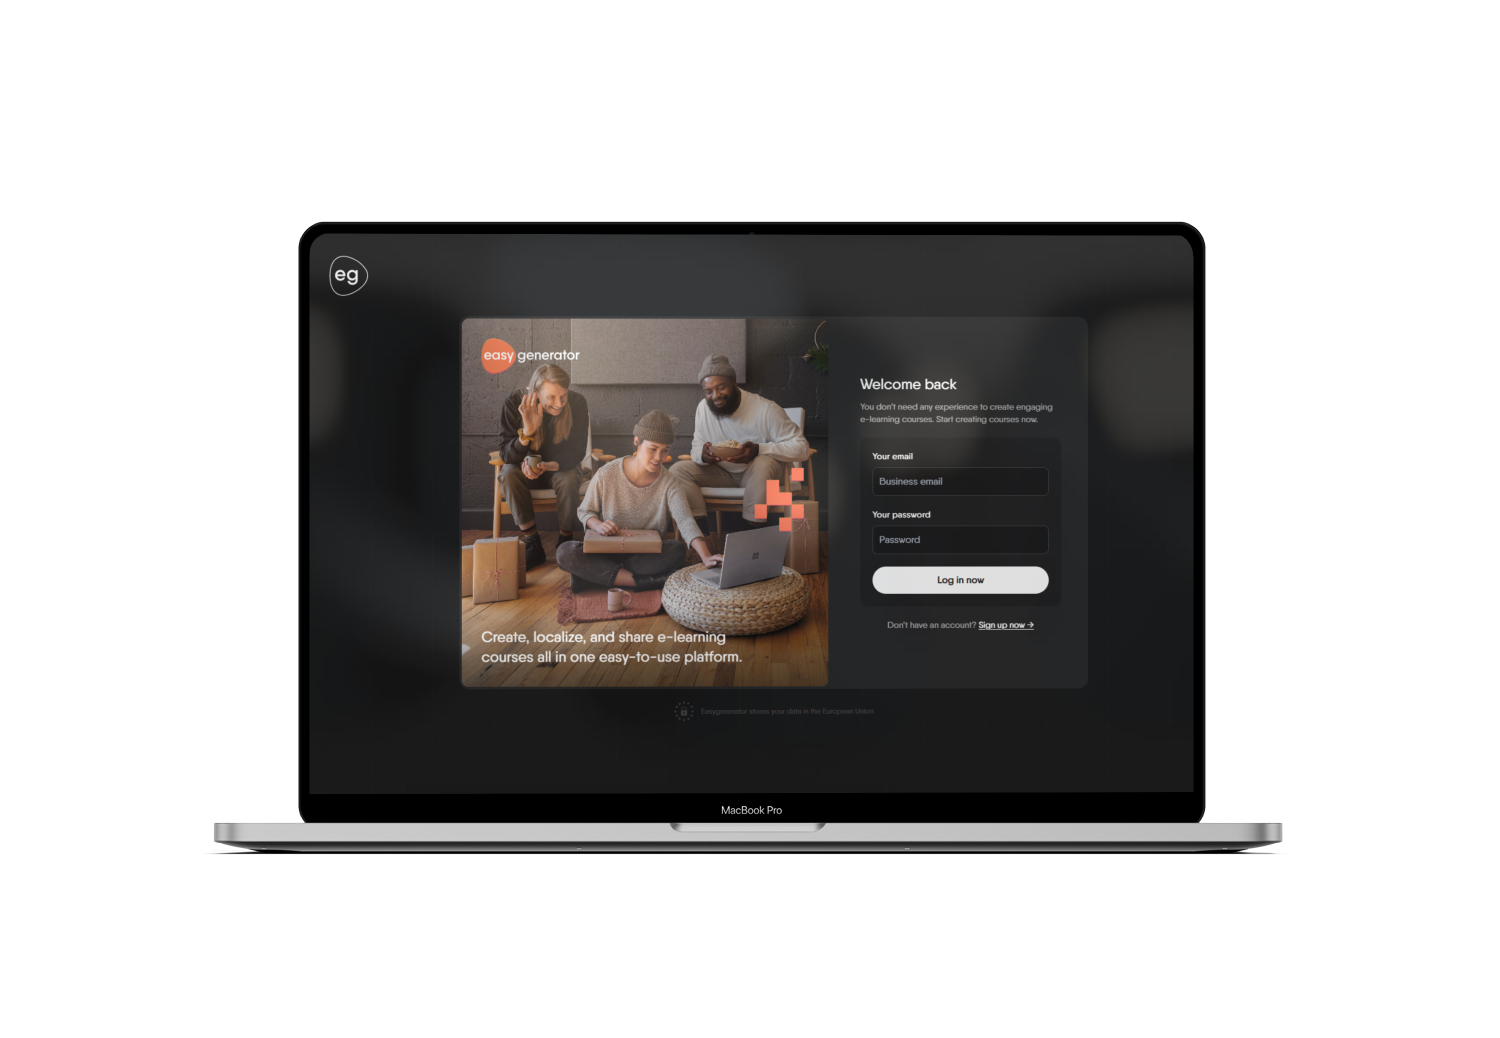 eg
easy generator
Create, localize, and share e-learning
courses all in one easy-to-use platform.
Welcome back
You don't need any experience to create engaging
e-learning courses. Start creating courses now.
Your email
Business email
Your password
Password
Log in now
Don't have an account? Sign up now →
Easygenerator stores your data in the European Union
MacBook Pro